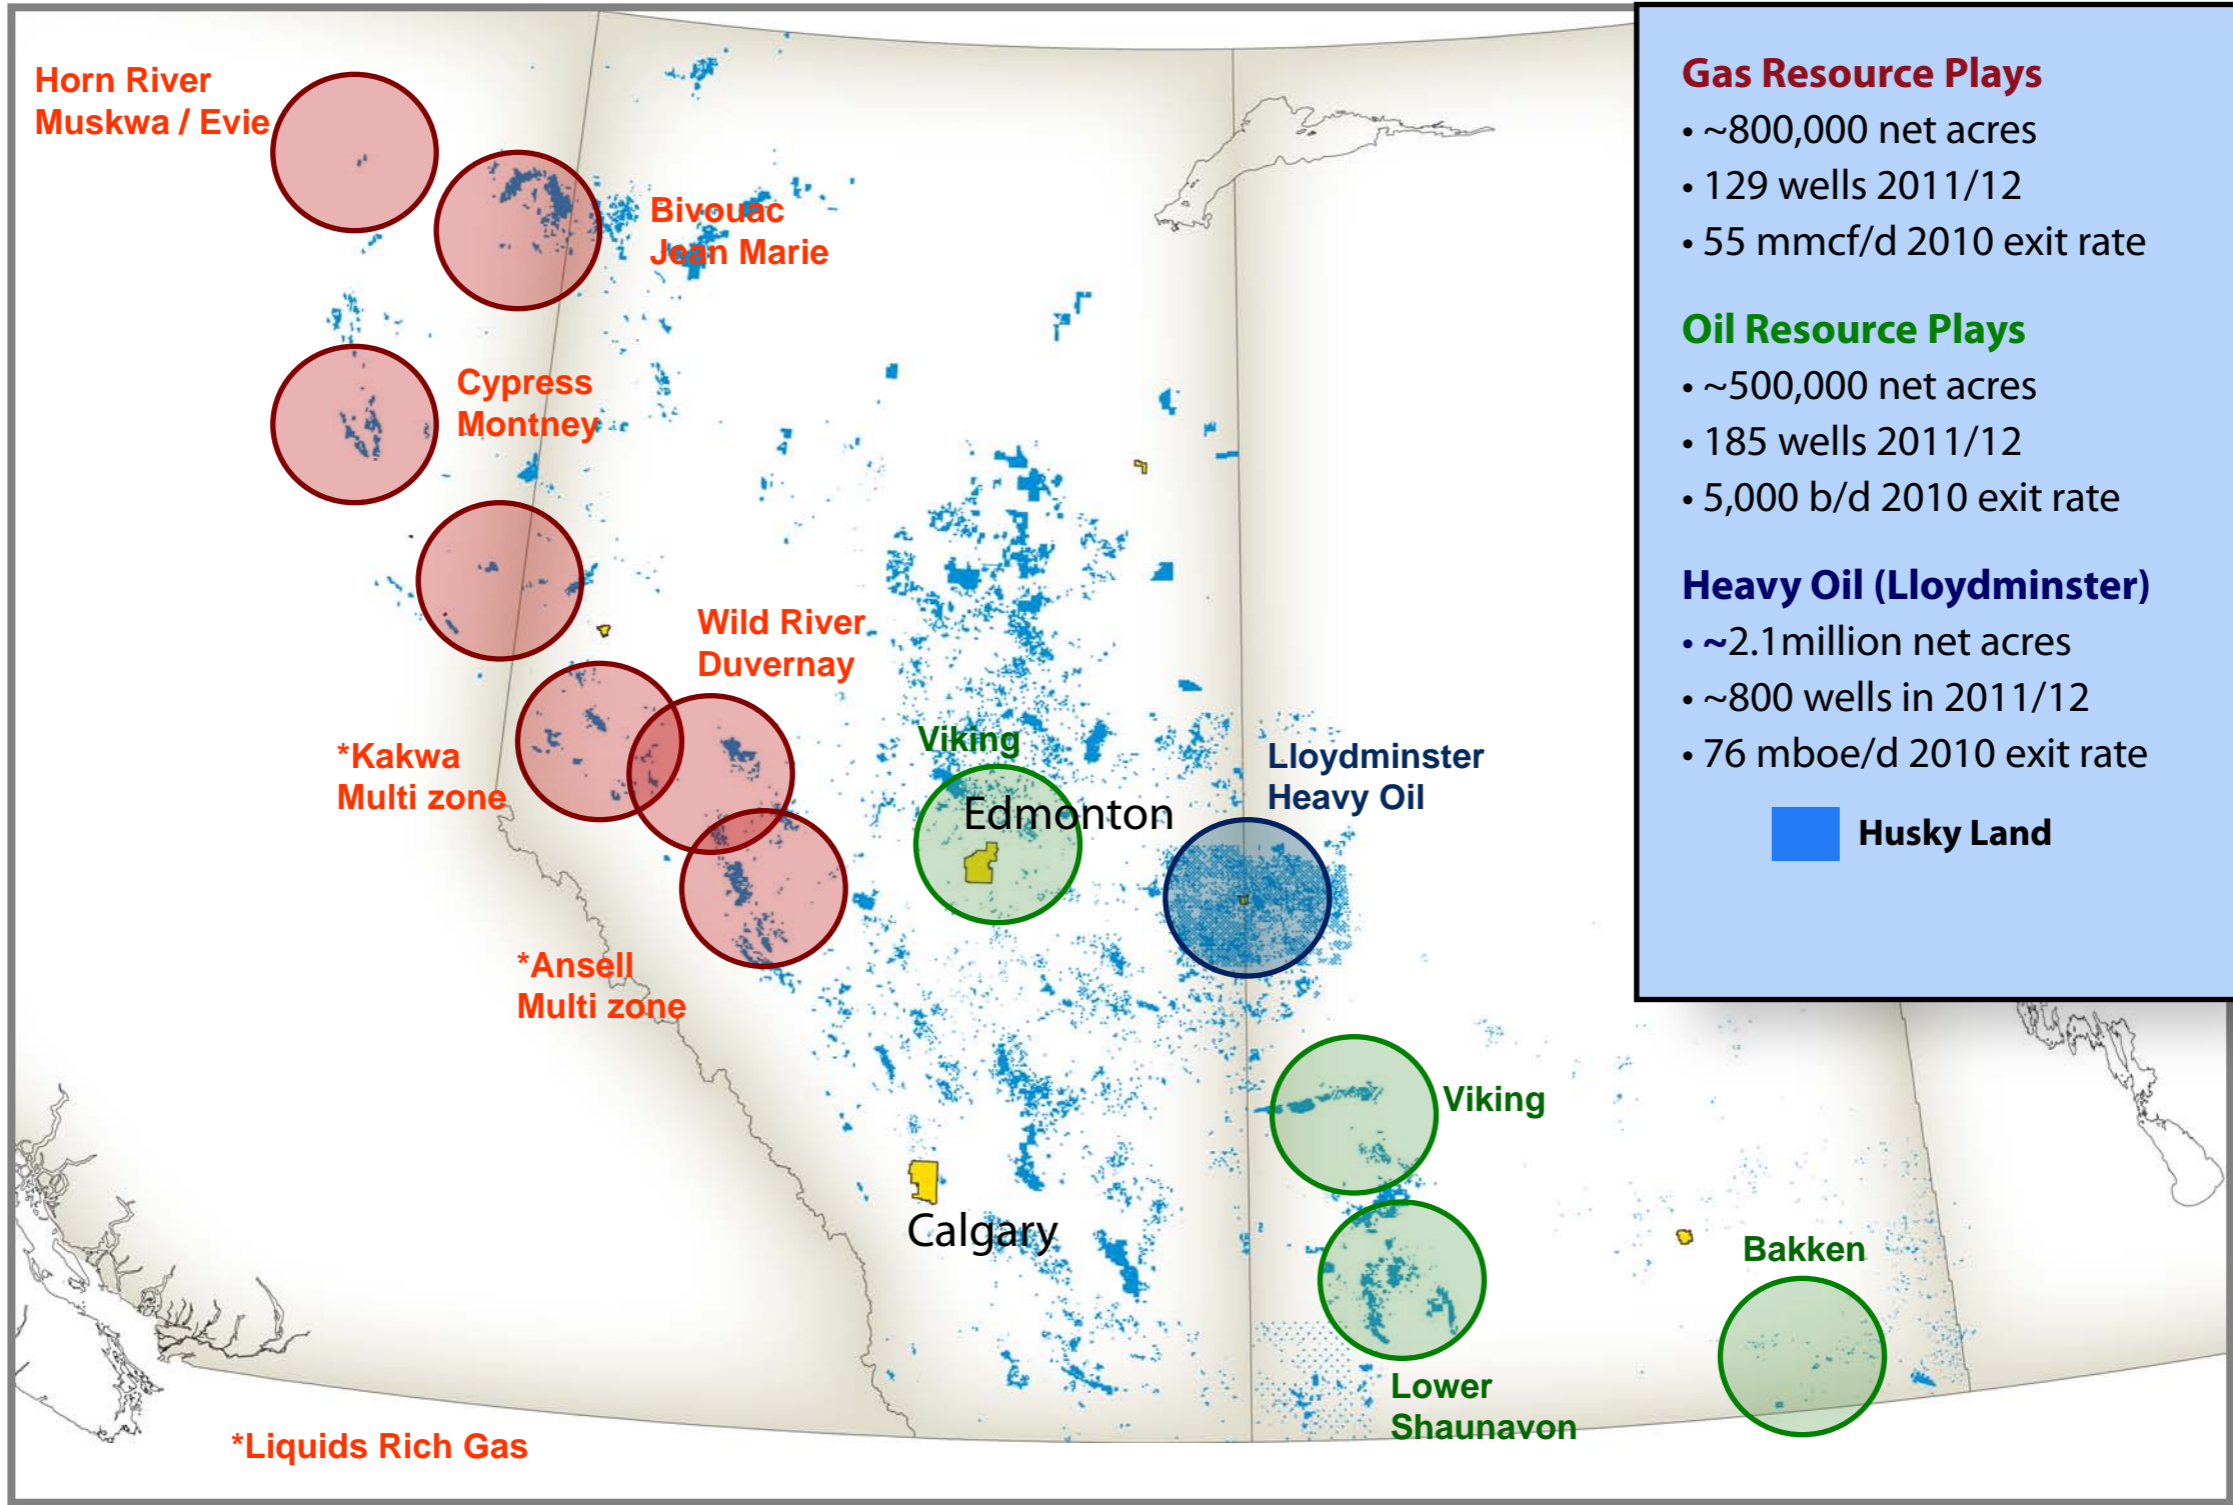 Horn River
Muskwa / Evie
Bivouac
Jean Marie
Cypress
Montney
Wild River
Duvernay
*Kakwa
Multi zone
*Ansell
Multi zone
Viking
Edmonton
Lloydminster
Heavy Oil
Viking
Calgary
Lower
Shaunavon
Bakken
*Liquids Rich Gas
Gas Resource Plays
• ~800,000 net acres
• 129 wells 2011/12
• 55 mmcf/d 2010 exit rate
Oil Resource Plays
• ~500,000 net acres
• 185 wells 2011/12
• 5,000 b/d 2010 exit rate
Heavy Oil (Lloydminster)
• ~2.1million net acres
• ~800 wells in 2011/12
• 76 mboe/d 2010 exit rate
Husky Land